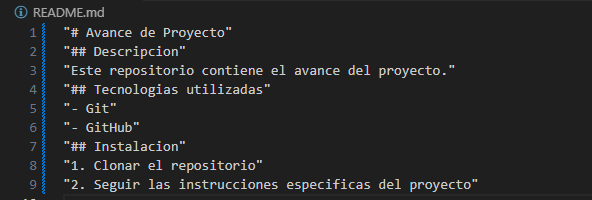 README.md
1 "# Avance de Proyecto"
2 "## Descripcion"
3 "Este repositorio contiene el avance del proyecto."
4 "## Tecnologias utilizadas"
5 "- Git"
6 "- GitHub"
7 "## Instalacion"
8 "1. Clonar el repositorio"
9 "2. Seguir las instrucciones especificas del proyecto"